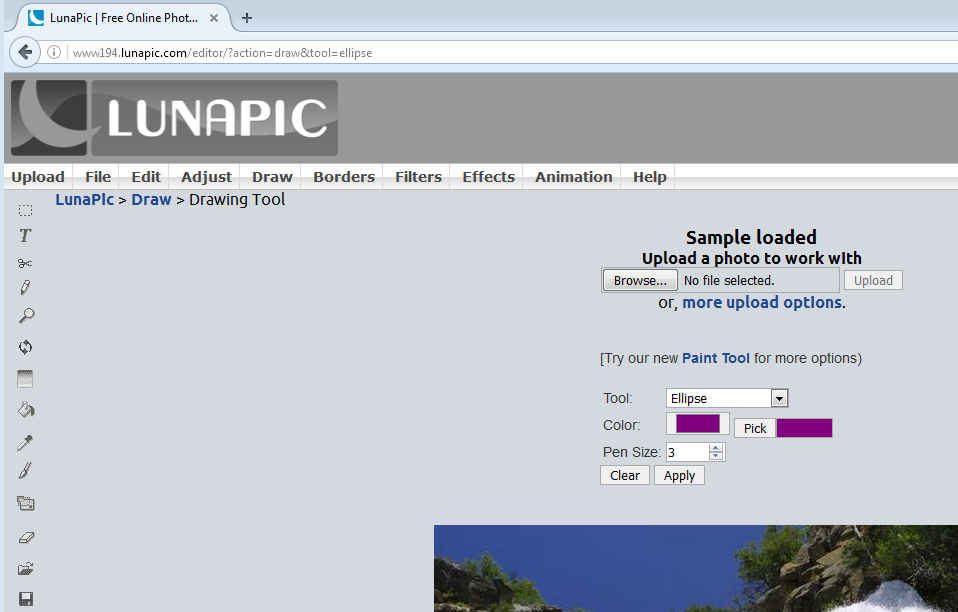 LunaPic | Free Online Phot...
www194.lunapic.com/editor/?action=draw&tool=ellipse
LUNAPIC
Upload File Edit Adjust Draw Borders Filters Effects Animation Help
LunaPic > Draw > Drawing Tool
T
Sample loaded
Upload a photo to work with
Browse... No file selected. Upload
or, more upload options.
[Try our new Paint Tool for more options)
Tool: Ellipse
Color: Pick
Pen Size: 3
Clear Apply